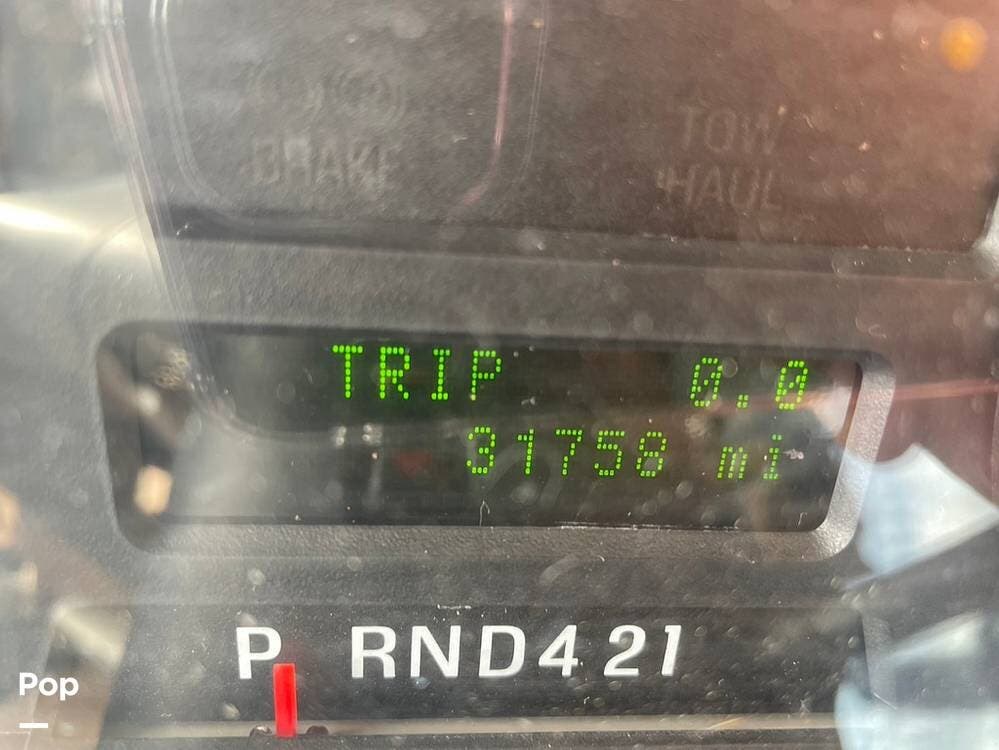 BRAKE
TOW
HAUL
TRIP 0.0
31758 mi
P RND421
Pop